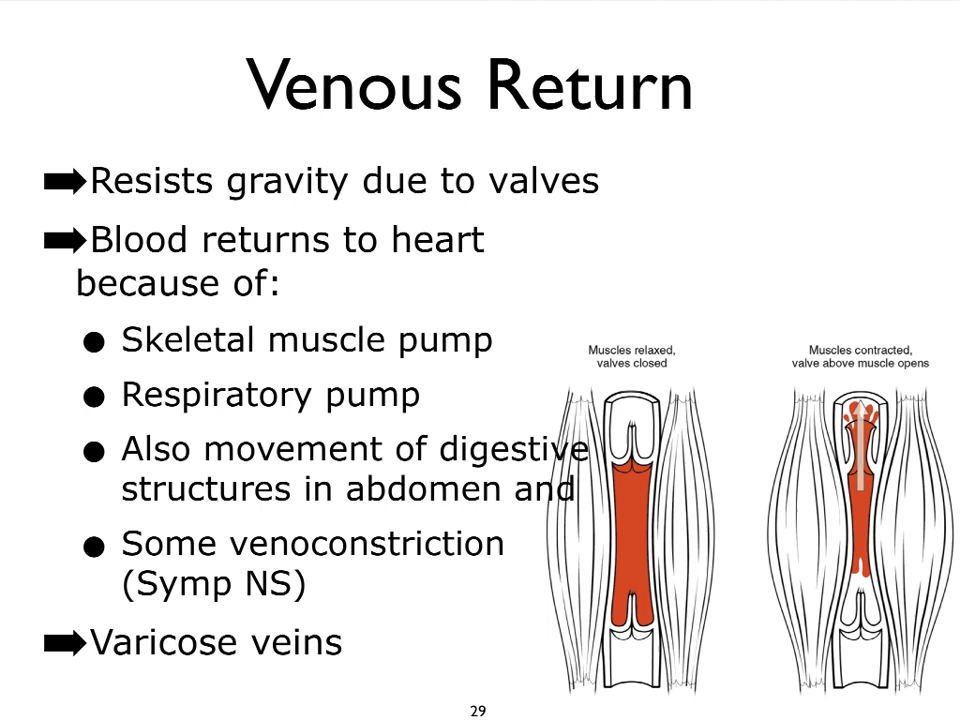 Venous Return
Resists gravity due to valves
Blood returns to heart
because of:
Skeletal muscle pump
Respiratory pump
Also movement of digestive
structures in abdomen and
Some venoconstriction
(Symp NS)
Varicose veins
Muscles relaxed,
valves closed
Muscles contracted,
valve above muscle opens
29